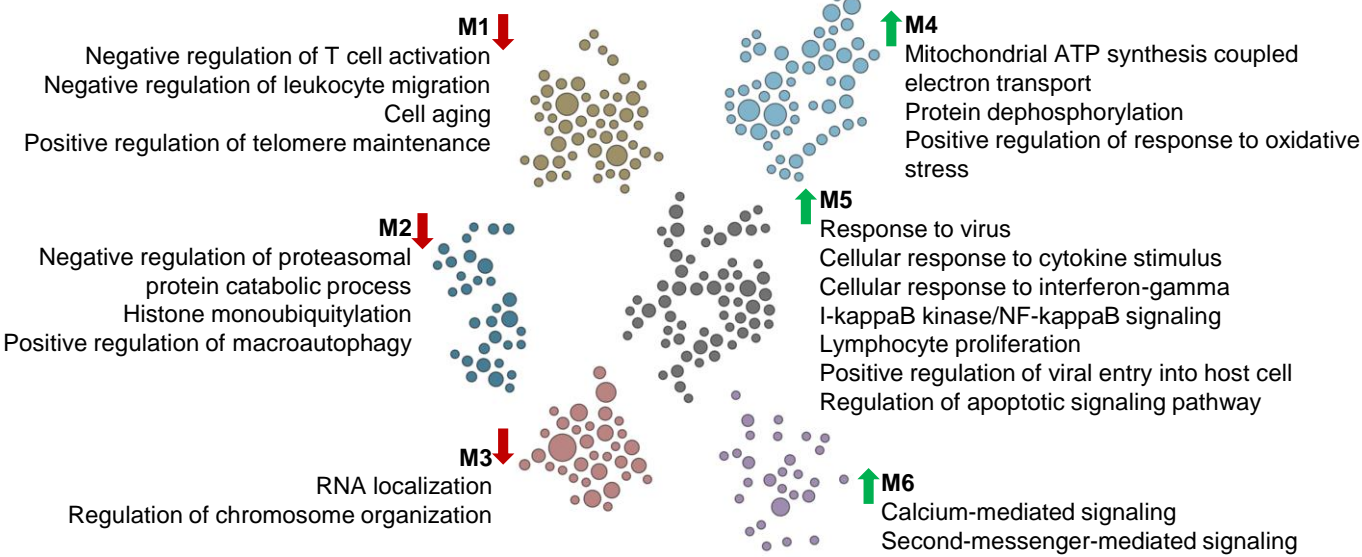 M1
Negative regulation of T cell activation
Negative regulation of leukocyte migration
Cell aging
Positive regulation of telomere maintenance
M2
Negative regulation of proteasomal
protein catabolic process
Histone monoubiquitylation
Positive regulation of macroautophagy
M3
RNA localization
Regulation of chromosome organization
M4
Mitochondrial ATP synthesis coupled
electron transport
Protein dephosphorylation
Positive regulation of response to oxidative
stress
M5
Response to virus
Cellular response to cytokine stimulus
Cellular response to interferon-gamma
I-kappaB kinase/NF-kappaB signaling
Lymphocyte proliferation
Positive regulation of viral entry into host cell
Regulation of apoptotic signaling pathway
M6
Calcium-mediated signaling
Second-messenger-mediated signaling